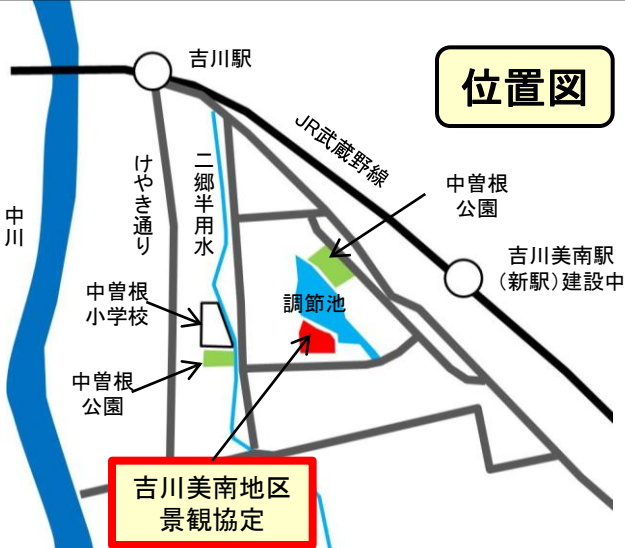 吉川駅
位置図
JR武蔵野線
中曽根
公園
二郷半用水
けやき通り
中川
吉川美南駅
（新駅）建設中
中曽根
小学校
調節池
中曽根
公園
吉川美南地区
景観協定